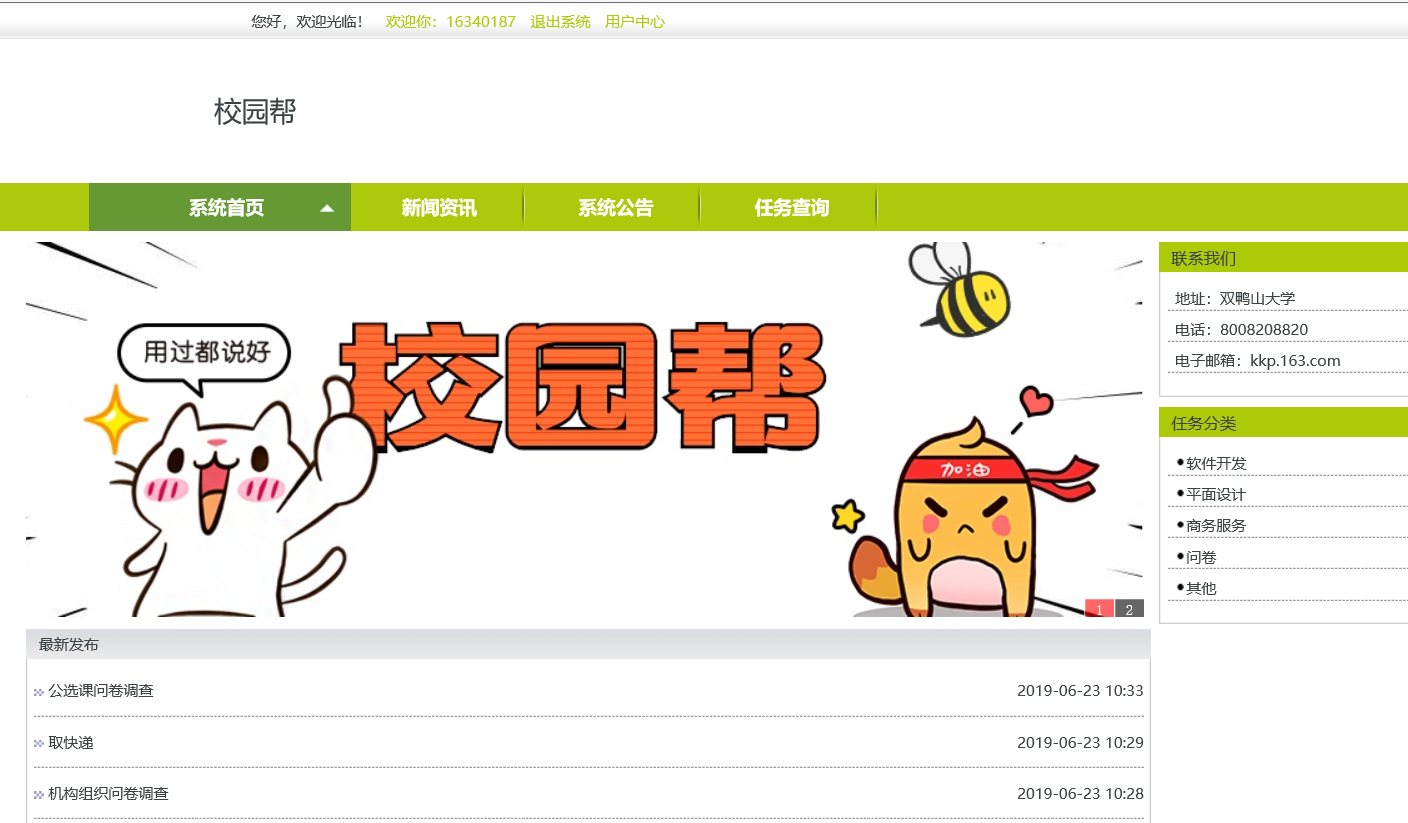 您好，欢迎光临！ 欢迎你：16340187 退出系统 用户中心
校园帮
系统首页 新闻资讯 系统公告 任务查询
用过都说好
校园帮
加油
1 2
联系我们
地址：双鸭山大学
电话：8008208820
电子邮箱：kkp.163.com
任务分类
软件开发
平面设计
商务服务
问卷
其他
最新发布
公选课问卷调查 2019-06-23 10:33
取快递 2019-06-23 10:29
机构组织问卷调查 2019-06-23 10:28